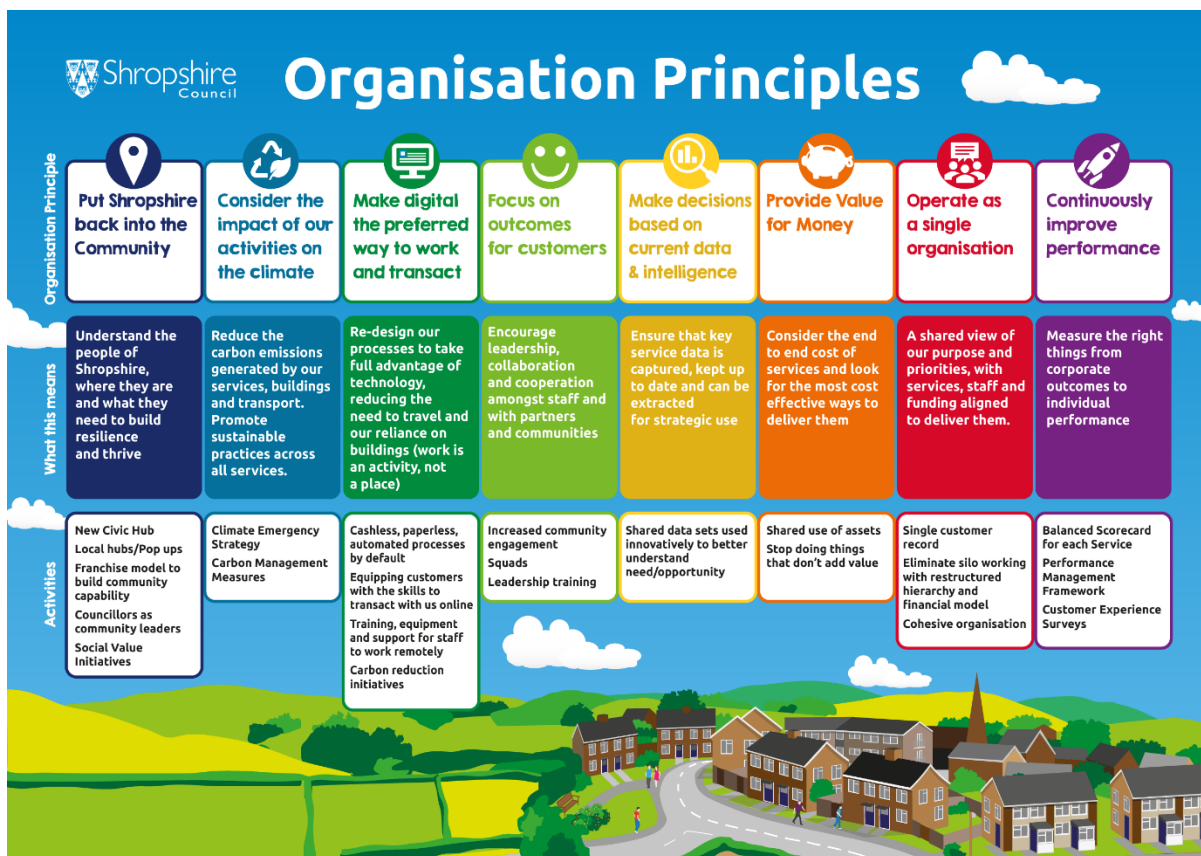 Shropshire
Council
Organisation Principles
Organisation Principle
Put Shropshire
back into the
Community
Consider the
impact of our
activities on
the climate
Make digital
the preferred
way to work
and transact
Focus on
outcomes
for customers
Make decisions
based on
current data
& intelligence
Provide Value
for Money
Operate as
a single
organisation
Continuously
improve
performance
What this means
Understand the
people of
Shropshire,
where they are
and what they
need to build
resilience
and thrive
Reduce the
carbon emissions
generated by our
services, buildings
and transport.
Promote
sustainable
practices across
all services.
Re-design our
processes to take
full advantage of
technology,
reducing the
need to travel and
our reliance on
buildings (work is
an activity, not
a place)
Encourage
leadership,
collaboration
and cooperation
amongst staff and
with partners
and communities
Ensure that key
service data is
captured, kept up
to date and can be
extracted
for strategic use
Consider the end
to end cost of
services and look
for the most cost
effective ways to
deliver them
A shared view of
our purpose and
priorities, with
services, staff and
funding aligned
to deliver them.
Measure the right
things from
corporate
outcomes to
individual
performance
Activities
New Civic Hub
Local hubs/Pop ups
Franchise model to
build community
capability
Councillors as
community leaders
Social Value
Initiatives
Climate Emergency
Strategy
Carbon Management
Measures
Cashless, paperless,
automated processes
by default
Equipping customers
with the skills to
transact with us online
Training, equipment
and support for staff
to work remotely
Carbon reduction
initiatives
Increased community
engagement
Squads
Leadership training
Shared data sets used
innovatively to better
understand
need/opportunity
Shared use of assets
Stop doing things
that don't add value
Single customer
record
Eliminate silo working
with restructured
hierarchy and
financial model
Cohesive organisation
Balanced Scorecard
for each Service
Performance
Management
Framework
Customer Experience
Surveys